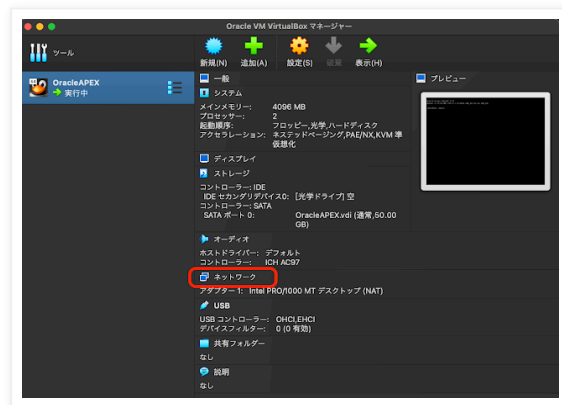 Oracle VM VirtualBox マネージャー
ツール
新規(N) 追加(A) 設定(S) 破棄 表示(H)
OracleAPEX
実行中
一般
プレビュー
システム
メインメモリー: 4096 MB
プロセッサー: 2
起動順序: フロッピー,光学,ハードディスク
アクセラレーション: ネステッドページング,PAE/NX,KVM 準
仮想化
ディスプレイ
ストレージ
コントローラー: IDE
IDE セカンダリデバイス0: [光学ドライブ] 空
コントローラー: SATA
SATA ポート 0: OracleAPEX.vdi (通常,50.00
GB)
オーディオ
ホストドライバー: デフォルト
コントローラー: ICH AC97
ネットワーク
アダプター 1: Intel PRO/1000 MT デスクトップ (NAT)
USB
USB コントローラー: OHCI,EHCI
デバイスフィルター: 0 (0 有効)
共有フォルダー
なし
説明
なし